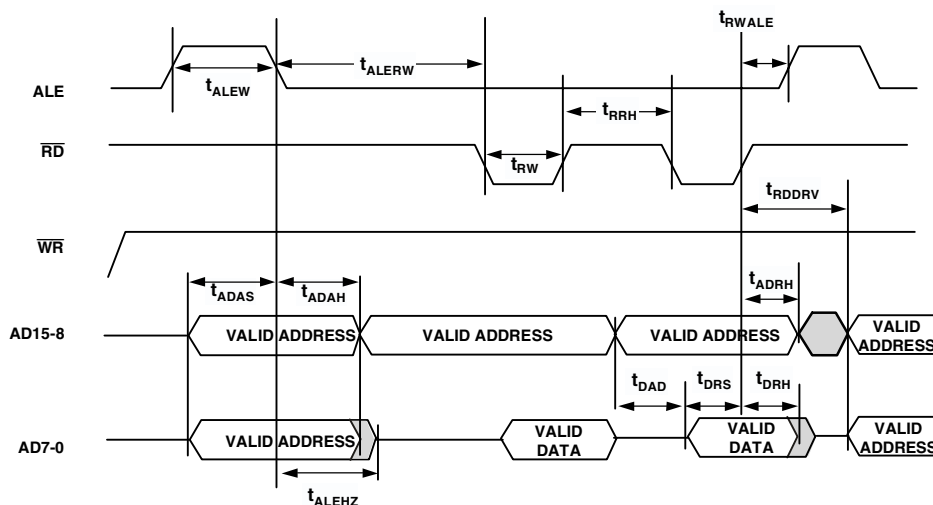 tRWALE
tALERW
ALE
tALEW
tRRH
RD
tRW
tRDDRV
WR
tADAS
tADAH
tADRH
AD15-8
VALID ADDRESS
VALID ADDRESS
VALID ADDRESS
VALID
ADDRESS
tDAD
tDRS
tDRH
AD7-0
VALID ADDRESS
VALID
DATA
VALID
DATA
VALID
ADDRESS
tALEHZ